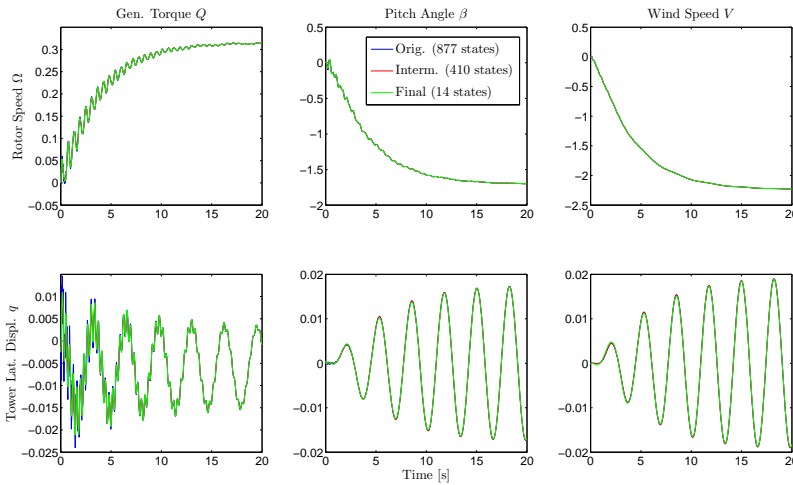 Gen. Torque Q
Pitch Angle β
Wind Speed V
Rotor Speed Ω
0.3
0.25
0.2
0.15
0.1
0.05
0
−0.05
0 5 10 15 20
0
−0.5
−1
−1.5
−2
0 5 10 15 20
Orig. (877 states)
Interm. (410 states)
Final (14 states)
0.5
0
−0.5
−1
−1.5
−2
−2.5
0 5 10 15 20
Tower Lat. Displ. q
0.01
0.005
0
−0.005
−0.01
−0.015
−0.02
−0.025
0 5 10 15 20
0.02
0.01
0
−0.01
−0.02
0 5 10 15 20
0.02
0.01
0
−0.01
−0.02
0 5 10 15 20
Time [s]